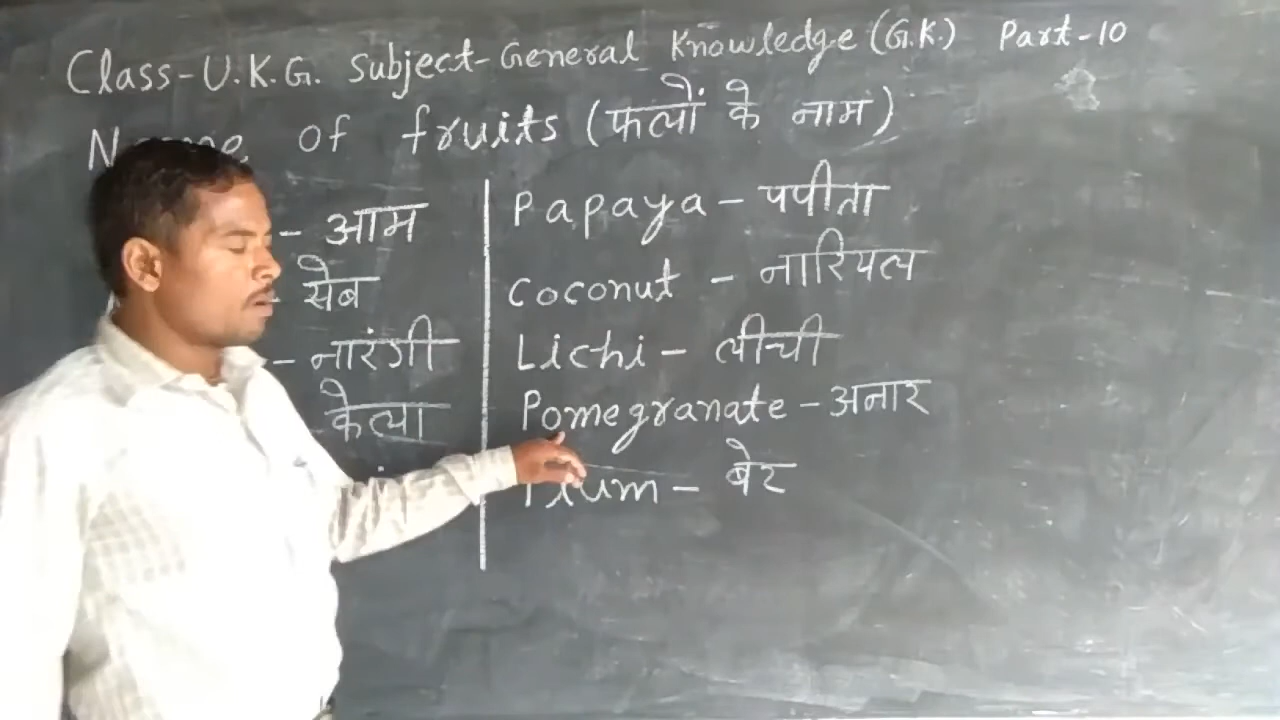 Class-U.K.G. Subject-General Knowledge (G.K.) Part-10
of fruits (फलों के नाम)
- आम
- सेब
- नारंगी
- केला
Papaya - पपीता
Coconut - नारियल
Lichi - लीची
Pomegranate - अनार
- बेर